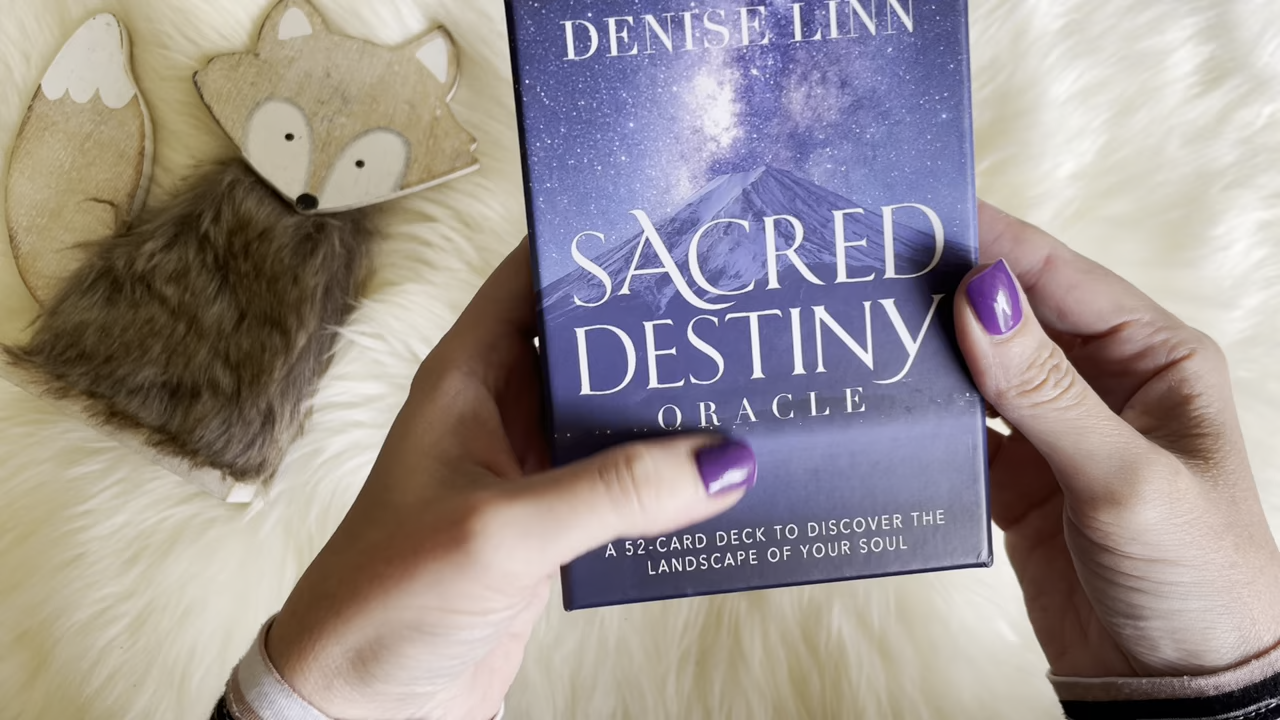 DENISE LINN
SACRED
DESTINY
ORACLE
A 52-CARD DECK TO DISCOVER THE
LANDSCAPE OF YOUR SOUL